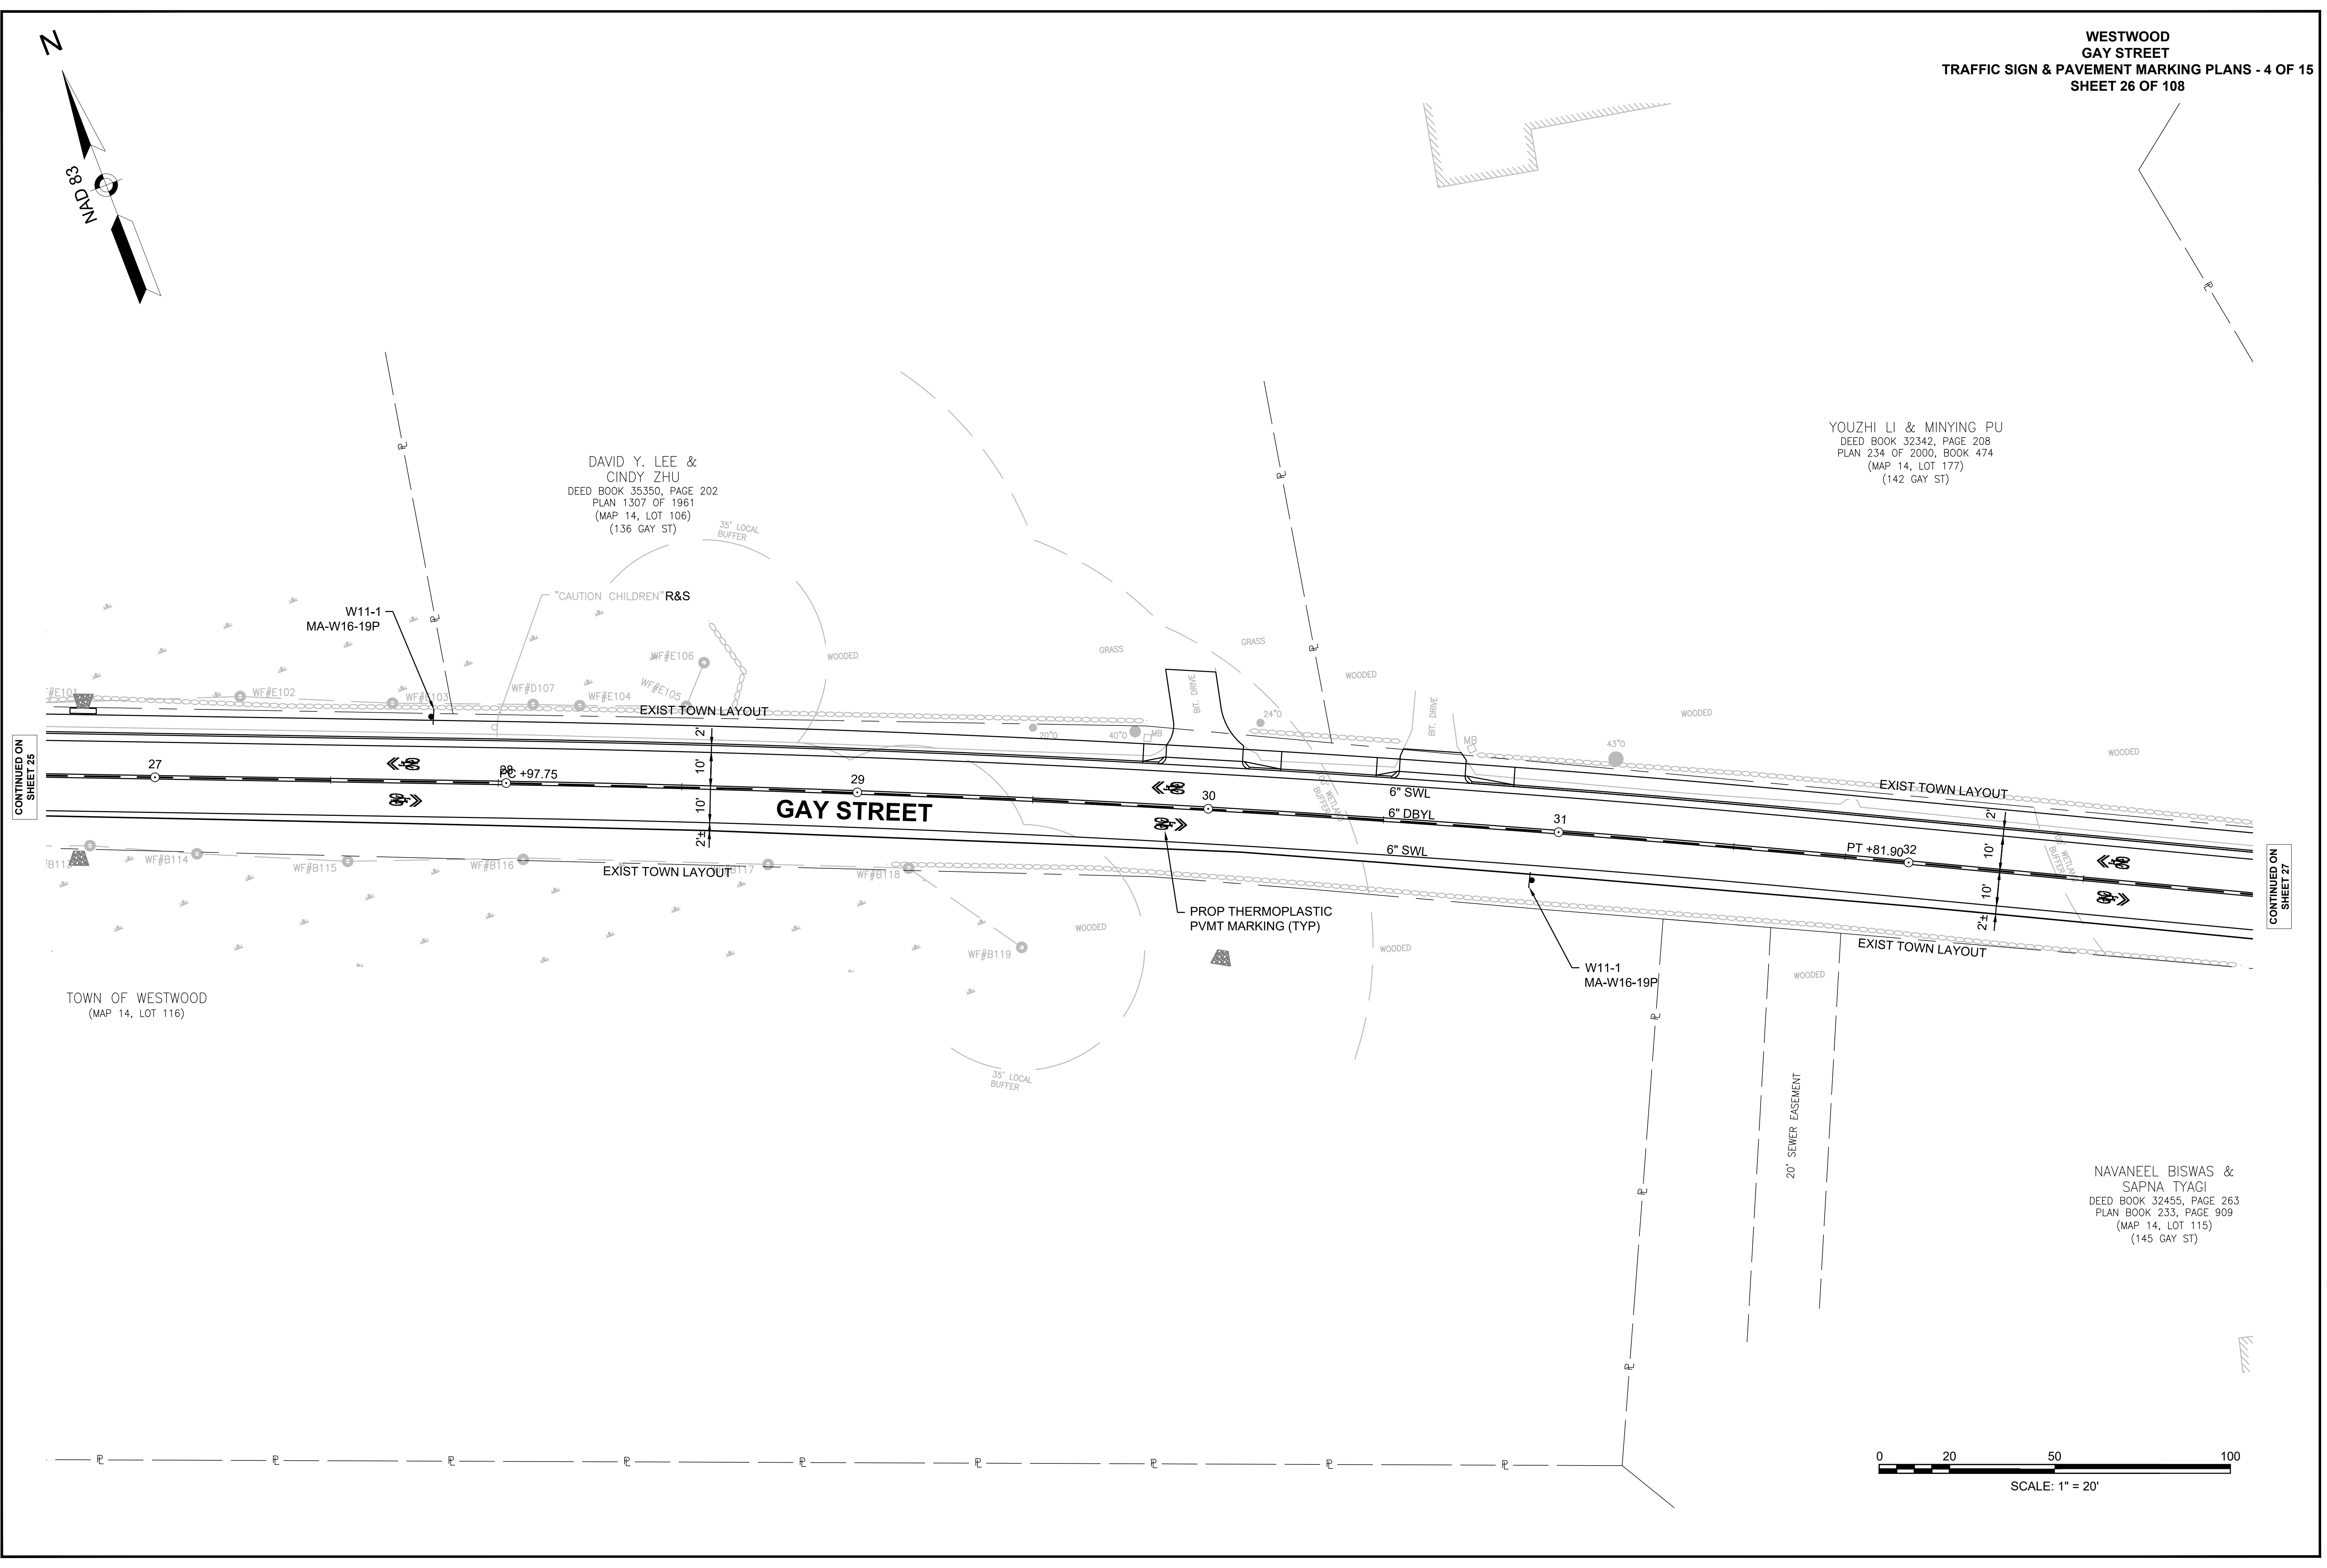 WESTWOOD
GAY STREET
TRAFFIC SIGN & PAVEMENT MARKING PLANS - 4 OF 15
SHEET 26 OF 108
N
NAD 83
YOUZHI LI & MINYING PU
DEED BOOK 32342, PAGE 208
PLAN 234 OF 2000, BOOK 474
(MAP 14, LOT 177)
(142 GAY ST)
DAVID Y. LEE &
CINDY ZHU
DEED BOOK 35350, PAGE 202
PLAN 1307 OF 1961
(MAP 14, LOT 106)
(136 GAY ST)
35' LOCAL
BUFFER
"CAUTION CHILDREN" R&S
W11-1
MA-W16-19P
WF#E106
WOODED
GRASS
GRASS
WOODED
WOODED
WOODED
WF#E102
WF#E103
WF#D107
WF#E104
WF#E105
EXIST TOWN LAYOUT
BIT. DRIVE
BIT. DRIVE
20"O
40"O
MB
24"O
MB
43"O
CONTINUED ON
SHEET 25
27
28
PC +97.75
29
30
31
PT +81.90
32
2'
10'
10'
2'±
GAY STREET
6" SWL
6" DBYL
6" SWL
WETLAND
BUFFER
EXIST TOWN LAYOUT
2'
10'
10'
2'±
WETLAND
BUFFER
CONTINUED ON
SHEET 27
WF#B114
WF#B115
WF#B116
WF#B118
WF#B119
EXIST TOWN LAYOUT
PROP THERMOPLASTIC
PVMT MARKING (TYP)
WOODED
WOODED
WOODED
W11-1
MA-W16-19P
EXIST TOWN LAYOUT
TOWN OF WESTWOOD
(MAP 14, LOT 116)
35' LOCAL
BUFFER
20' SEWER EASEMENT
NAVANEEL BISWAS &
SAPNA TYAGI
DEED BOOK 32455, PAGE 263
PLAN BOOK 233, PAGE 909
(MAP 14, LOT 115)
(145 GAY ST)
0 20 50 100
SCALE: 1" = 20'